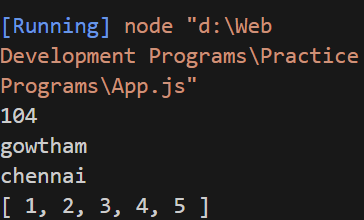 [Running] node "d:\Web
Development Programs\Practice
Programs\App.js"
104
gowtham
chennai
[ 1, 2, 3, 4, 5 ]